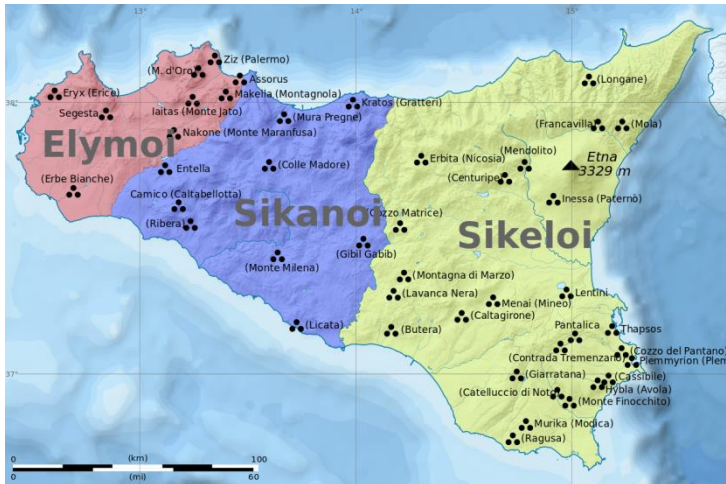 13°
14°
15°
38°
37°
Ziz (Palermo)
(M. d'Oro)
Assorus
Eryx (Erice)
Makella (Montagnola)
Segesta
Iaitas (Monte Jato)
Kratos (Gratteri)
(Mura Pregne)
Nakone (Monte Maranfusa)
Elymoi
Entella
(Colle Madore)
(Erbe Bianche)
Camico (Caltabellotta)
(Ribera)
Sikanoi
(Cozzo Matrice)
(Gibil Gabib)
(Monte Milena)
(Licata)
(Longane)
(Francavilla)
(Moia)
Erbita (Nicosia)
(Mendolito)
Etna
3329 m
(Centuripe)
Inessa (Paternò)
Sikeloi
(Montagna di Marzo)
(Lavanca Nera)
Menai (Mineo)
Lentini
(Caltagirone)
(Butera)
Pantalica
Thapsos
(Contrada Tremenzano)
(Cozzo del Pantano)
Plemmyrion (Plem
(Giarratana)
(Cassibile)
Hybla (Avola)
(Catelluccio di Noto)
(Monte Finocchito)
Murika (Modica)
(Ragusa)
(km)
0
100
0
(mi)
60